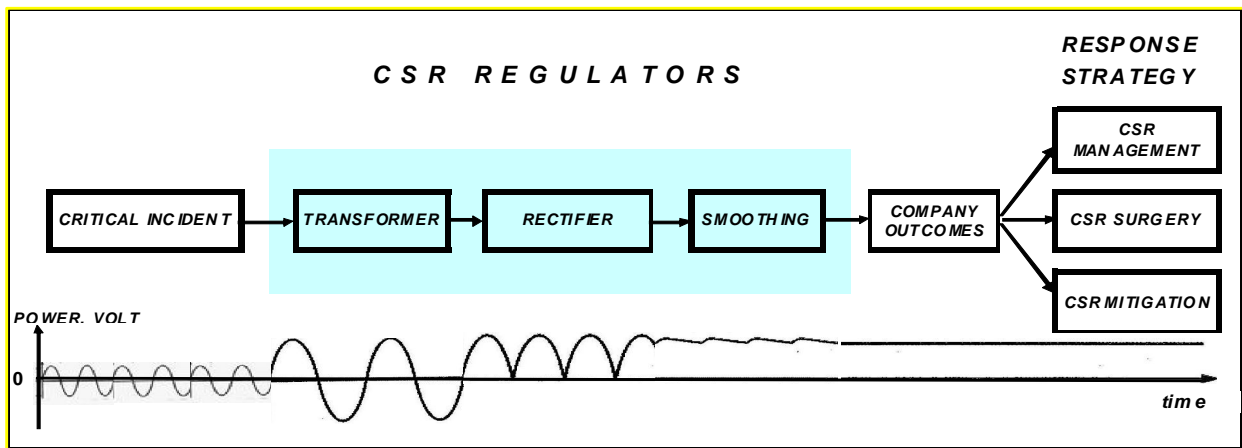 CSR REGULATORS
RESPONSE
STRATEGY
CRITICAL INCIDENT
TRANSFORMER
RECTIFIER
SMOOTHING
COMPANY
OUTCOMES
CSR
MANAGEMENT
CSR SURGERY
CSR MITIGATION
POWER, VOLT
0
time